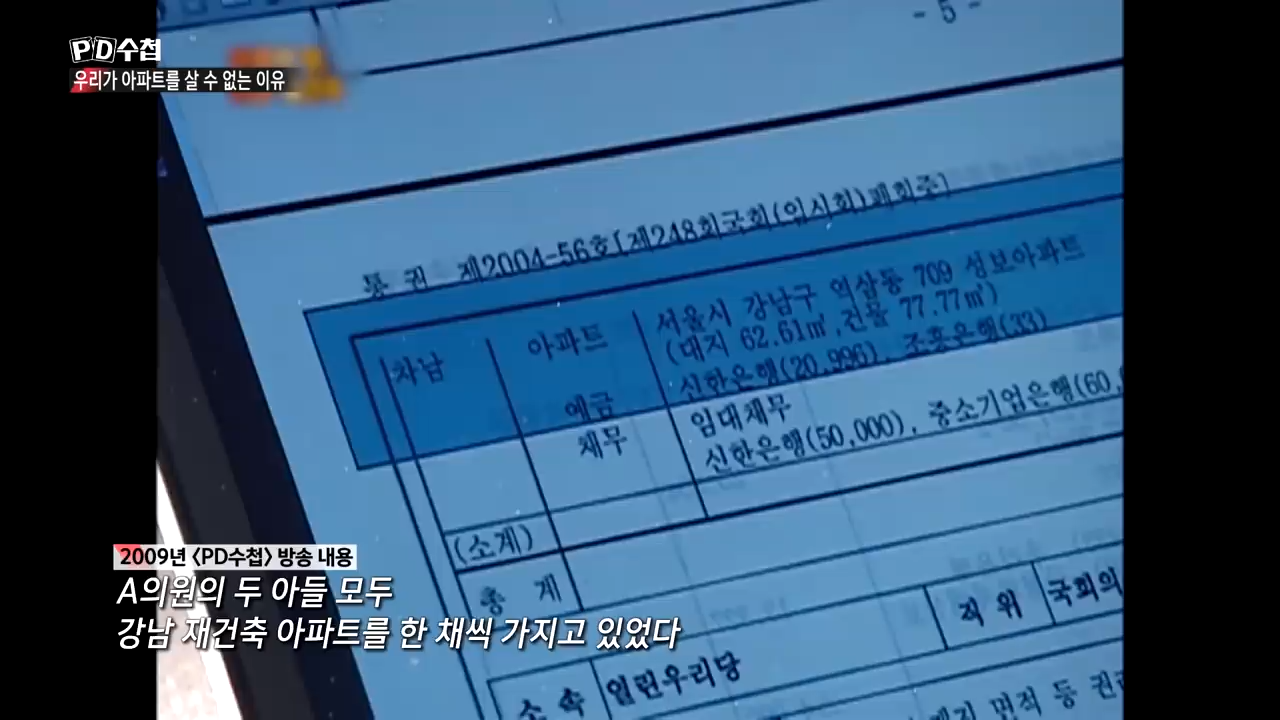 PD수첩
우리가 아파트를 살 수 없는 이유
- 5 -
제2004-56호[제248회국회(임시회)폐회중]
차남
아파트
서울시 강남구 역삼동 709 성보아파트
(대지 62.61㎡,건물 77.77㎡)
예금
신한은행(20,996), 조흥은행(33)
채무
임대채무
신한은행(50,000), 중소기업은행(60,
(소계)
총 계
직 위
국회의
소 속
열린우리당
면적 등
2009년 <PD수첩> 방송 내용
A의원의 두 아들 모두
강남 재건축 아파트를 한 채씩 가지고 있었다